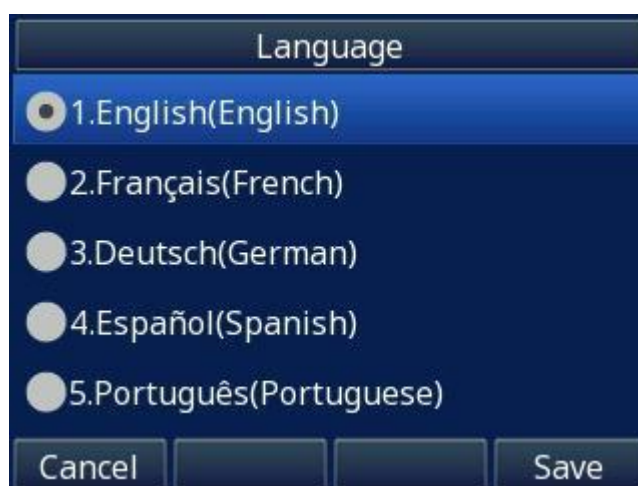 Language
1.English(English)
2.Français(French)
3.Deutsch(German)
4.Español(Spanish)
5.Português(Portuguese)
Cancel Save